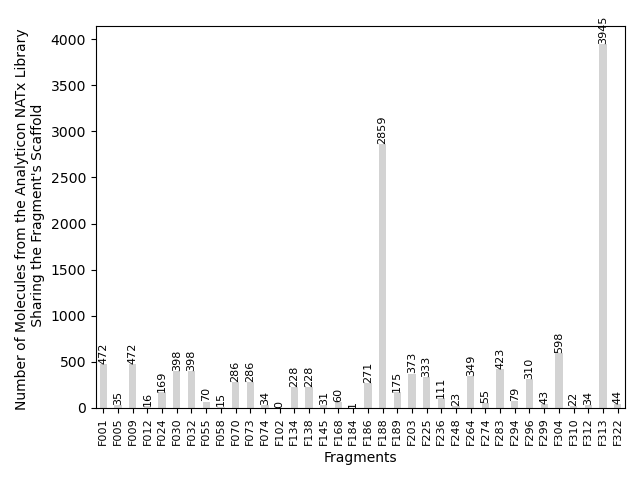 Number of Molecules from the Analyticon NATx Library
Sharing the Fragment's Scaffold
4000
3500
3000
2500
2000
1500
1000
500
0
472
35
472
16
169
398
398
70
15
286
286
34
0
228
228
31
60
1
271
2859
175
373
333
111
23
349
55
423
79
310
43
598
22
34
3945
44
F001
F005
F009
F012
F024
F030
F032
F055
F058
F070
F073
F074
F102
F134
F138
F145
F168
F184
F186
F188
F189
F203
F225
F236
F248
F264
F274
F283
F294
F296
F299
F304
F310
F312
F313
F322
Fragments